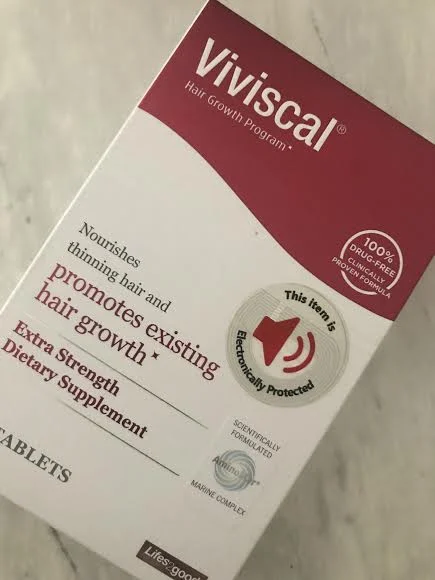 Viviscal®
Hair Growth Program*
100%
DRUG-FREE
CLINICALLY
PROVEN FORMULA
Nourishes
thinning hair and
promotes existing
hair growth*
This item is
Electronically Protected
Extra Strength
Dietary Supplement
SCIENTIFICALLY
FORMULATED
MARINE COMPLEX